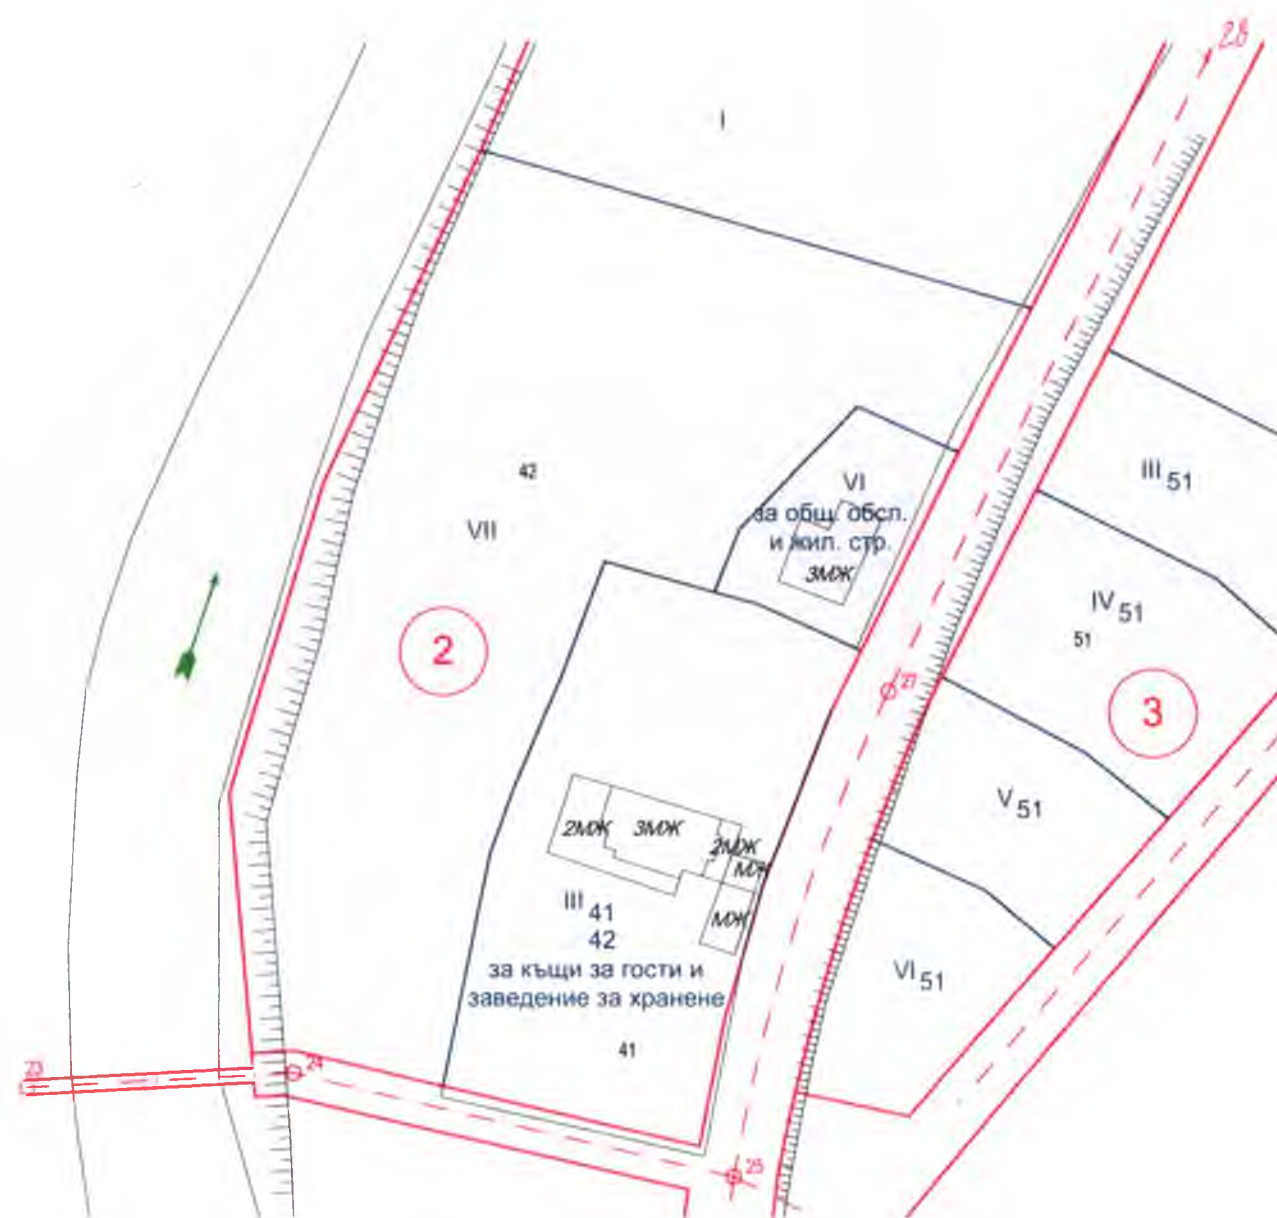 28
I
42
VII
VI
за общ. обсл.
и жил. стр.
3МЖ
III 51
IV 51
51
2
27
3
V 51
2МЖ
3МЖ
2МЖ
МЖ
МЖ
III 41
42
за къщи за гости и
заведение за хранене
VI 51
41
23
24
25